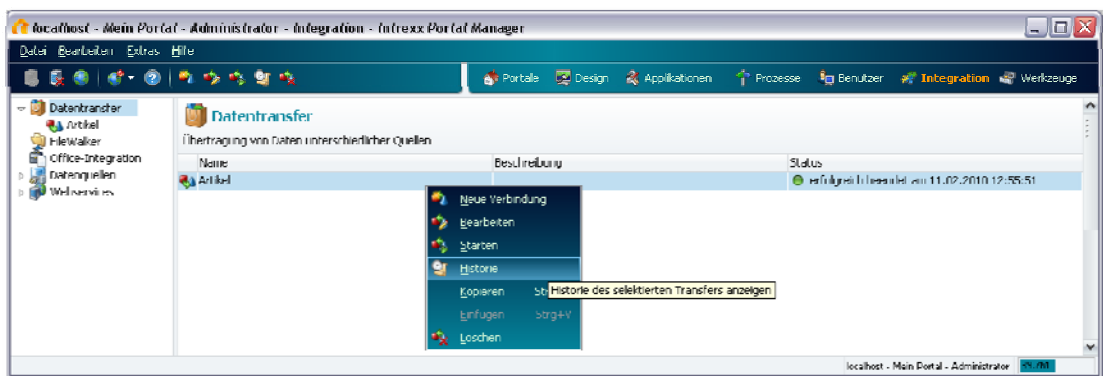 localhost - Mein Portal - Administrator - Integration - Intrexx Portal Manager
Datei Bearbeiten Extras Hilfe
Portale Design Applikationen Prozesse Benutzer Integration Werkzeuge
Datentransfer
Artikel
FileWalker
Office-Integration
Datenquellen
Webservices
Datentransfer
Übertragung von Daten unterschiedlicher Quellen
Name Beschreibung Status
Artikel erfolgreich beendet am 11.02.2010 12:55:51
Neue Verbindung
Bearbeiten
Starten
Historie
Historie des selektierten Transfers anzeigen
Kopieren
Einfügen Strg+V
Löschen
localhost - Mein Portal - Administrator